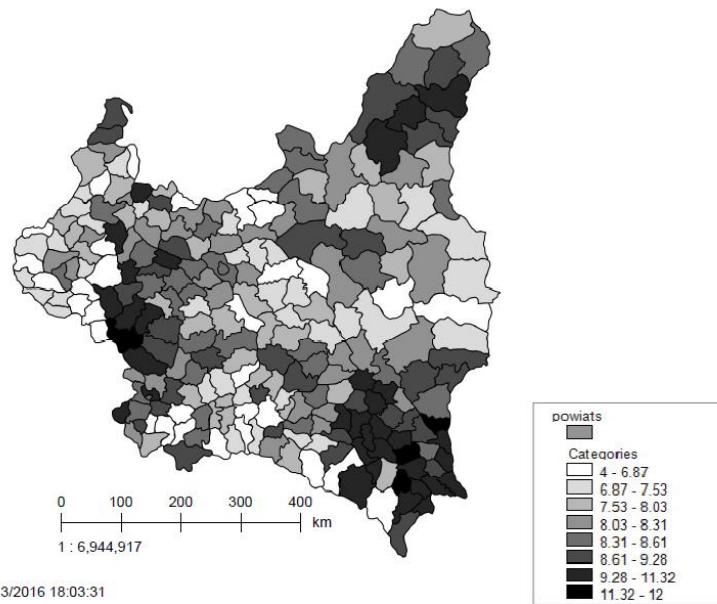 0 100 200 300 400
km
1 : 6,944,917
3/2016 18:03:31
powiats
Categories
4 - 6.87
6.87 - 7.53
7.53 - 8.03
8.03 - 8.31
8.31 - 8.61
8.61 - 9.28
9.28 - 11.32
11.32 - 12